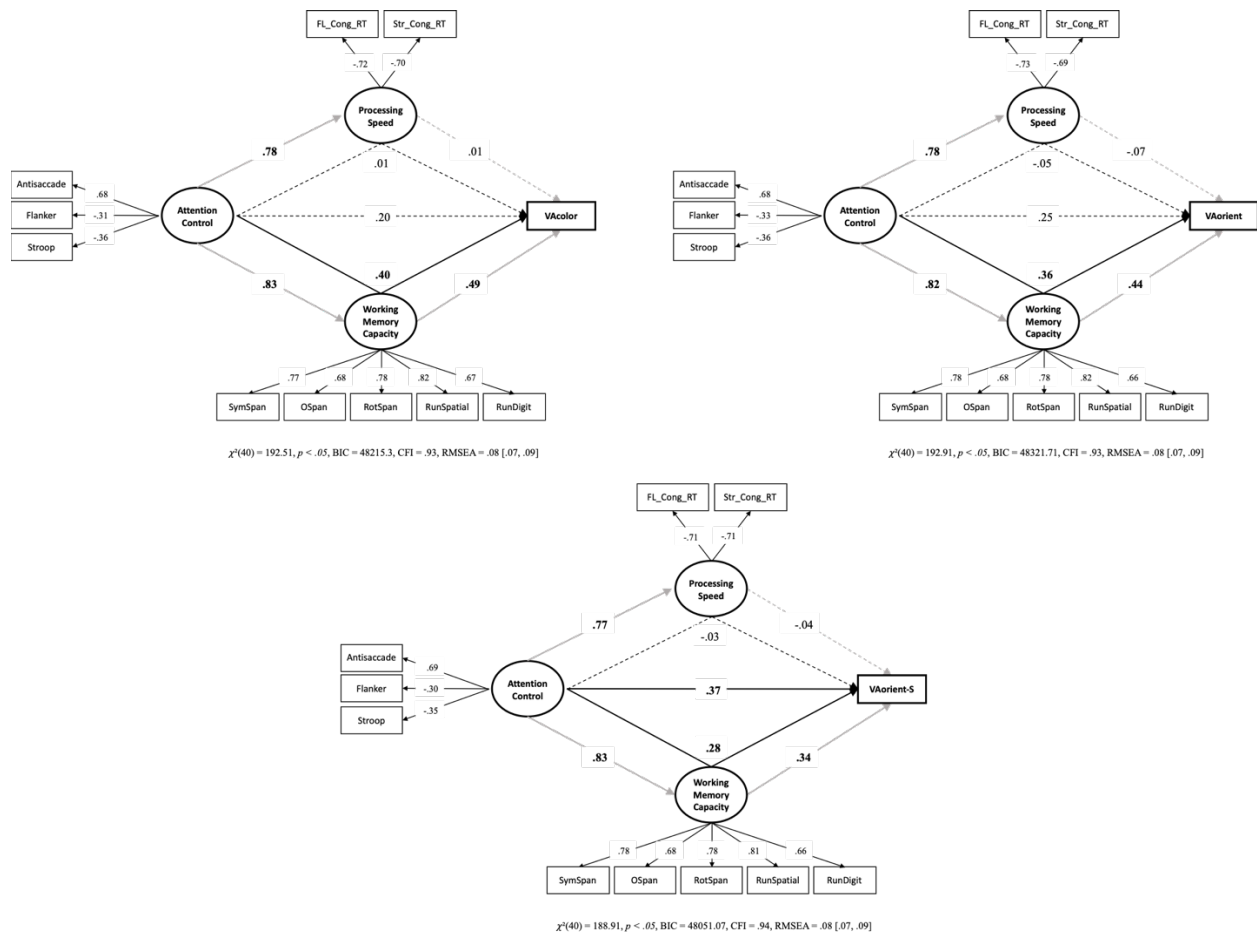 FL_Cong_RT Str_Cong_RT
-.72 -.70
Processing
Speed
.78 .01
.01
Antisaccade
.68
Flanker
-.31
Stroop
-.36
Attention
Control
.20
VAcolor
.83 .40 .49
Working
Memory
Capacity
.77 .68 .78 .82 .67
SymSpan OSpan RotSpan RunSpatial RunDigit
χ²(40) = 192.51, p < .05, BIC = 48215.3, CFI = .93, RMSEA = .08 [.07, .09]
FL_Cong_RT Str_Cong_RT
-.73 -.69
Processing
Speed
.78 -.07
-.05
Antisaccade
.68
Flanker
-.33
Stroop
-.36
Attention
Control
.25
VAorient
.82 .36 .44
Working
Memory
Capacity
.78 .68 .78 .82 .66
SymSpan OSpan RotSpan RunSpatial RunDigit
χ²(40) = 192.91, p < .05, BIC = 48321.71, CFI = .93, RMSEA = .08 [.07, .09]
FL_Cong_RT Str_Cong_RT
-.71 -.71
Processing
Speed
.77 -.04
-.03
Antisaccade
.69
Flanker
-.30
Stroop
-.35
Attention
Control
.37
VAorient-S
.83 .28 .34
Working
Memory
Capacity
.78 .68 .78 .81 .66
SymSpan OSpan RotSpan RunSpatial RunDigit
χ²(40) = 188.91, p < .05, BIC = 48051.07, CFI = .94, RMSEA = .08 [.07, .09]